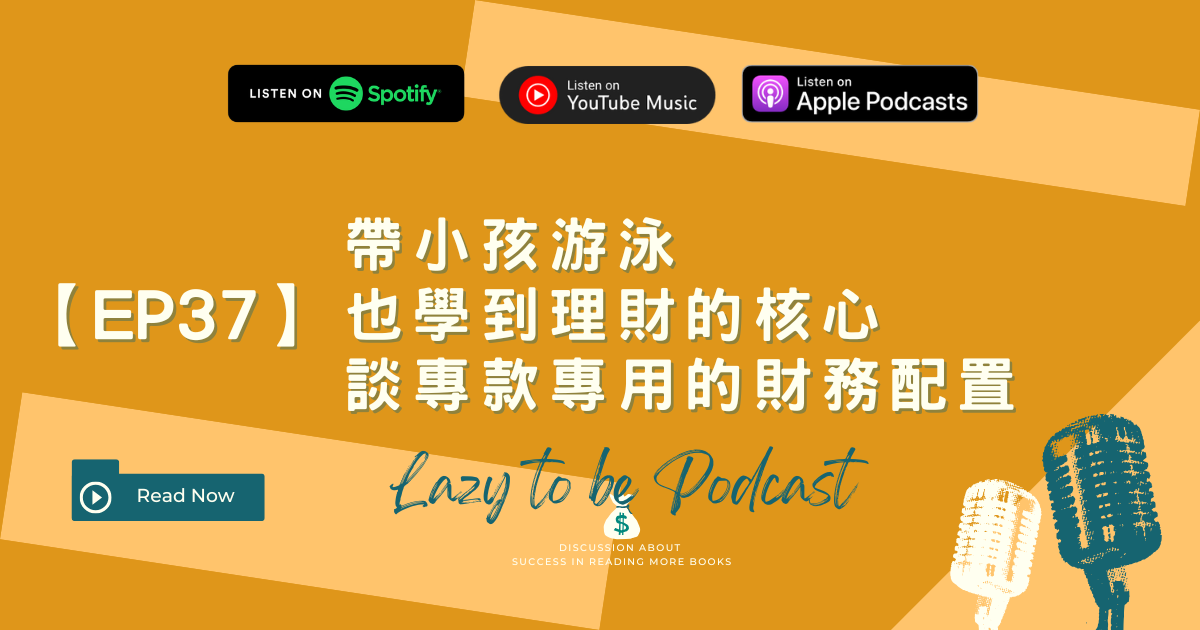 LISTEN ON Spotify
Listen on
YouTube Music
Listen on
Apple Podcasts
帶小孩游泳
【EP37】
也學到理財的核心
談專款專用的財務配置
Read Now
Lazy to be Podcast
$
DISCUSSION ABOUT
SUCCESS IN READING MORE BOOKS